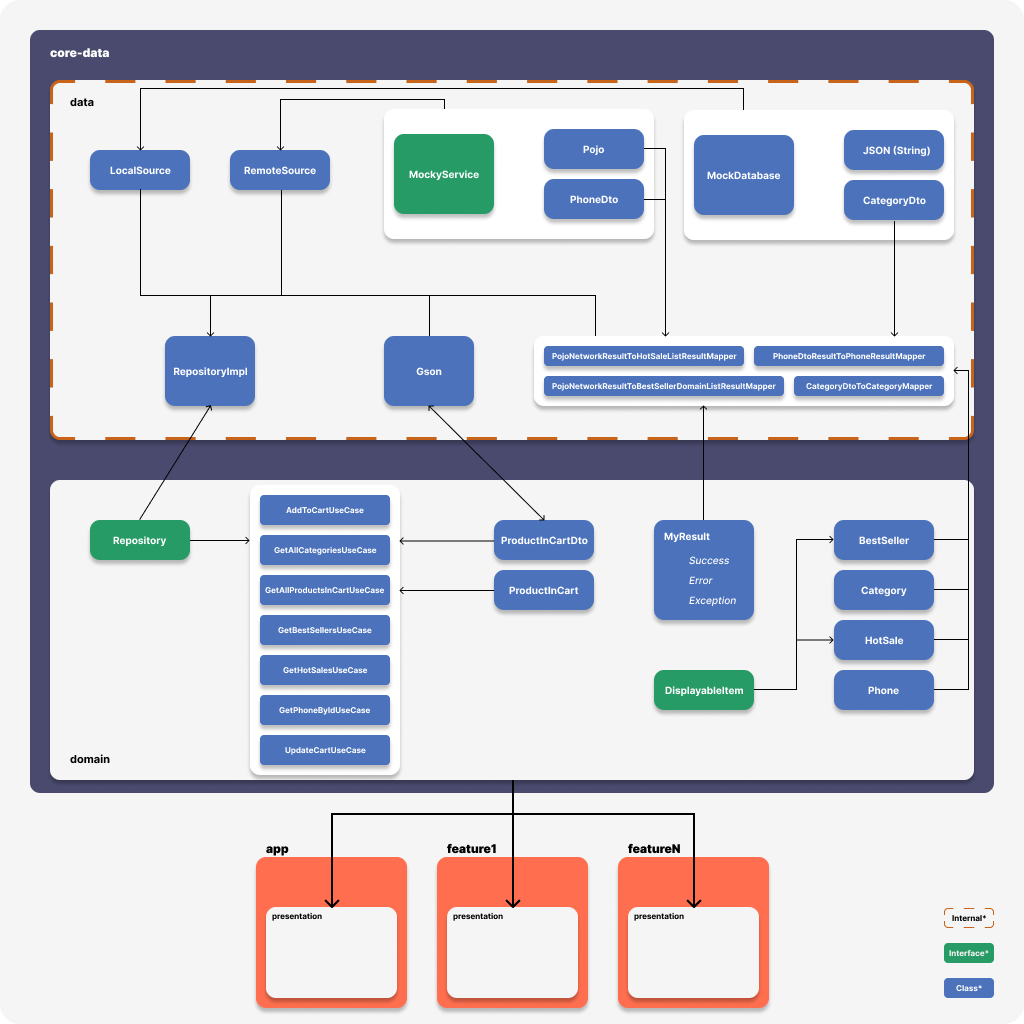 core-data
data
LocalSource
RemoteSource
MockyService
Pojo
PhoneDto
MockDatabase
JSON (String)
CategoryDto
RepositoryImpl
Gson
PojoNetworkResultToHotSaleListResultMapper
PhoneDtoResultToPhoneResultMapper
PojoNetworkResultToBestSellerDomainListResultMapper
CategoryDtoToCategoryMapper
Repository
AddToCartUseCase
GetAllCategoriesUseCase
GetAllProductsInCartUseCase
GetBestSellersUseCase
GetHotSalesUseCase
GetPhoneByIdUseCase
UpdateCartUseCase
ProductInCartDto
ProductInCart
MyResult
Success
Error
Exception
DisplayableItem
BestSeller
Category
HotSale
Phone
domain
app
presentation
feature1
presentation
featureN
presentation
Internal*
Interface*
Class*